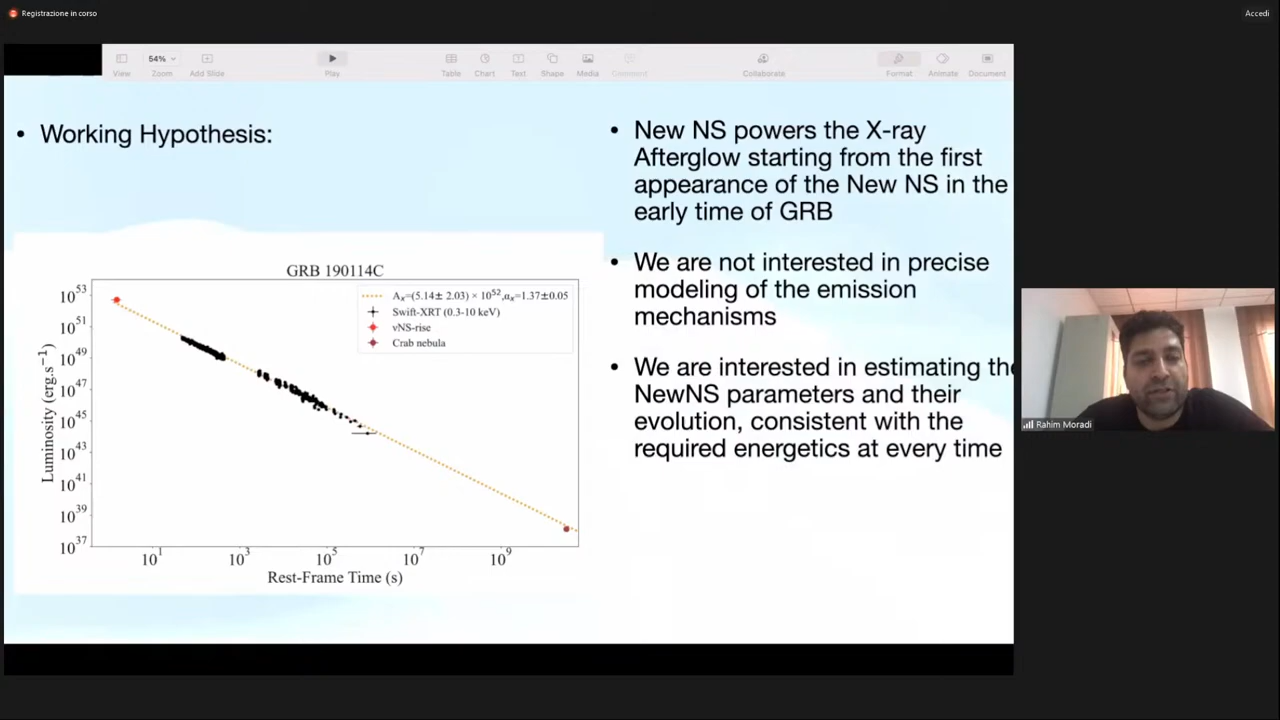 Registrazione in corso
Accedi
54%
View
Zoom
Add Slide
Play
Table
Chart
Text
Shape
Media
Comment
Collaborate
Format
Animate
Document
• Working Hypothesis:
GRB 190114C
Aₓ=(5.14± 2.03) × 10⁵²,αₓ=1.37±0.05
Swift-XRT (0.3-10 keV)
νNS-rise
Crab nebula
10⁵³
10⁵¹
10⁴⁹
10⁴⁷
10⁴⁵
10⁴³
10⁴¹
10³⁹
10³⁷
Luminosity (erg.s⁻¹)
10¹
10³
10⁵
10⁷
10⁹
Rest-Frame Time (s)
• New NS powers the X-ray
Afterglow starting from the first
appearance of the New NS in the
early time of GRB
• We are not interested in precise
modeling of the emission
mechanisms
• We are interested in estimating the
NewNS parameters and their
evolution, consistent with the
required energetics at every time
Rahim Moradi